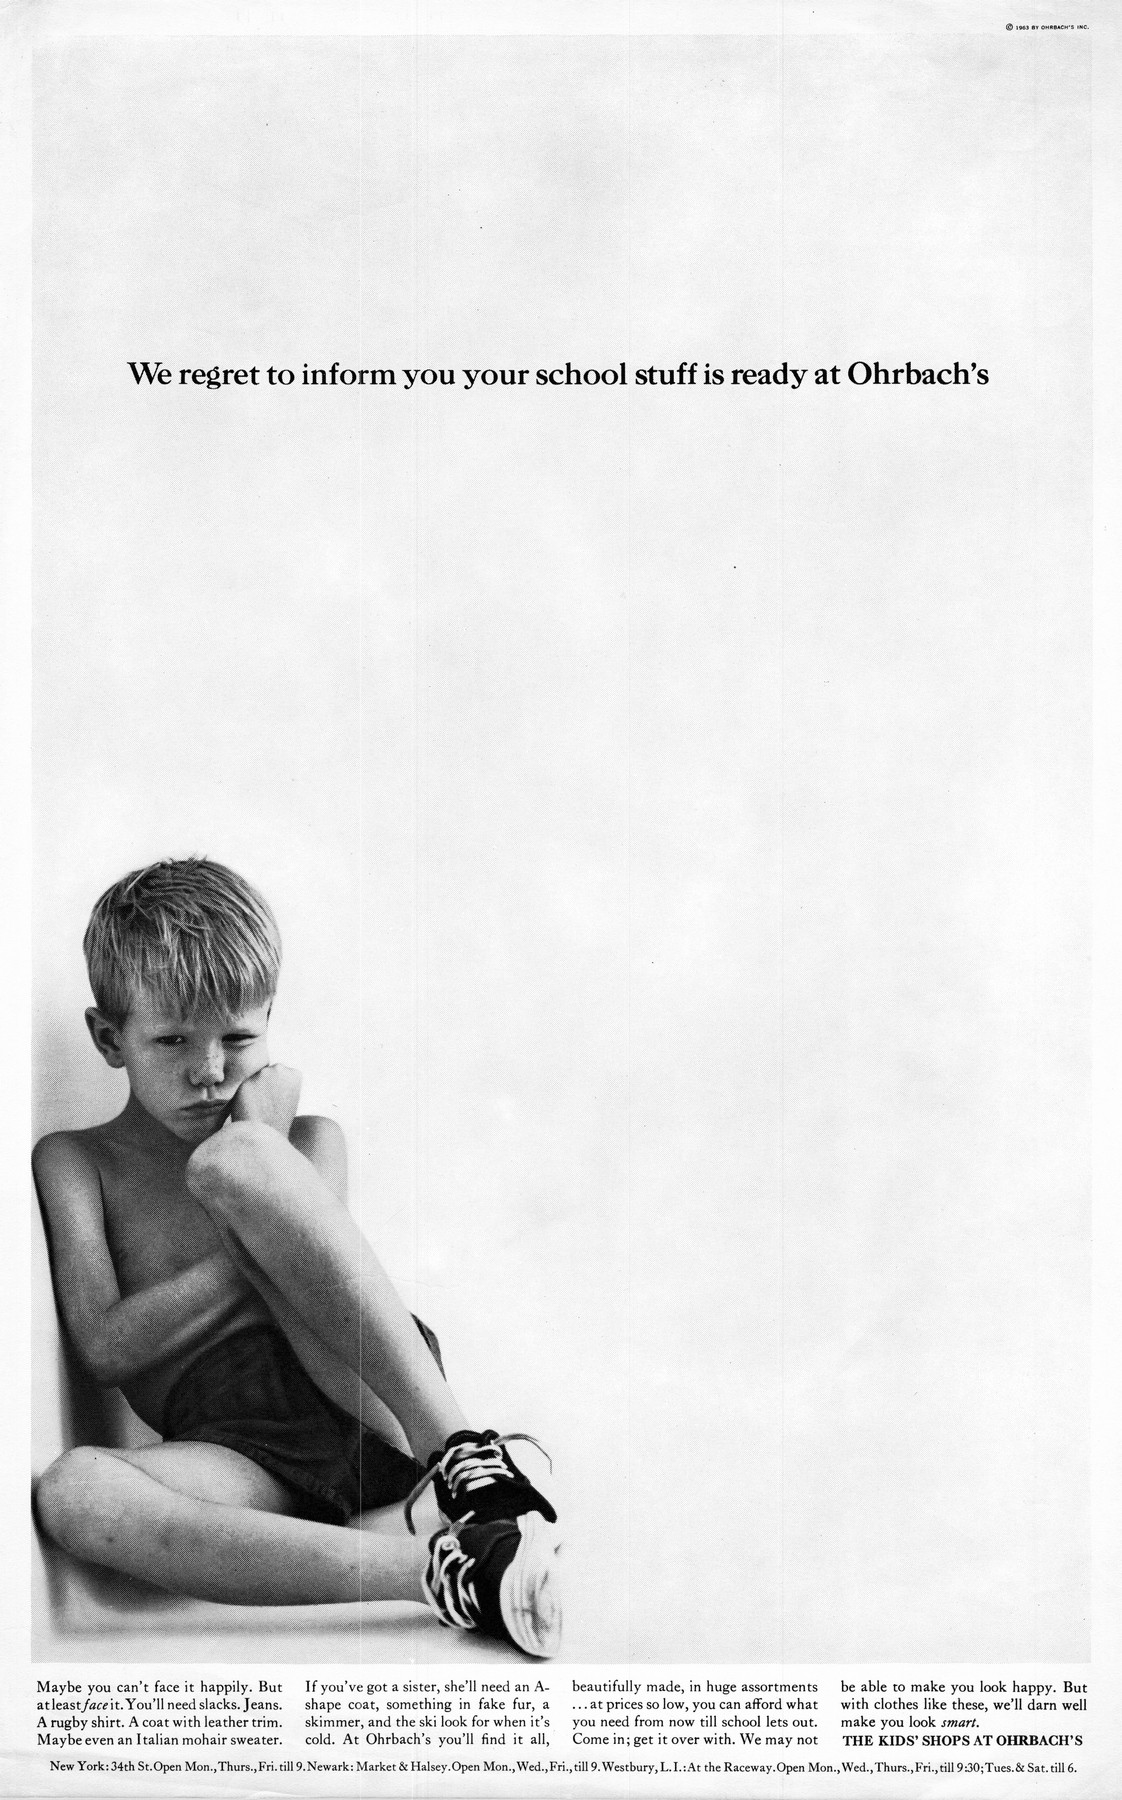 © 1963 BY OHRBACH'S INC.
We regret to inform you your school stuff is ready at Ohrbach's
Maybe you can't face it happily. But
at least face it. You'll need slacks. Jeans.
A rugby shirt. A coat with leather trim.
Maybe even an Italian mohair sweater.
If you've got a sister, she'll need an A-
shape coat, something in fake fur, a
skimmer, and the ski look for when it's
cold. At Ohrbach's you'll find it all,
beautifully made, in huge assortments
...at prices so low, you can afford what
you need from now till school lets out.
Come in; get it over with. We may not
be able to make you look happy. But
with clothes like these, we'll darn well
make you look smart.
THE KIDS' SHOPS AT OHRBACH'S
New York: 34th St. Open Mon., Thurs., Fri. till 9. Newark: Market & Halsey. Open Mon., Wed., Fri., till 9. Westbury, L. I.: At the Raceway. Open Mon., Wed., Thurs., Fri., till 9:30; Tues. & Sat. till 6.